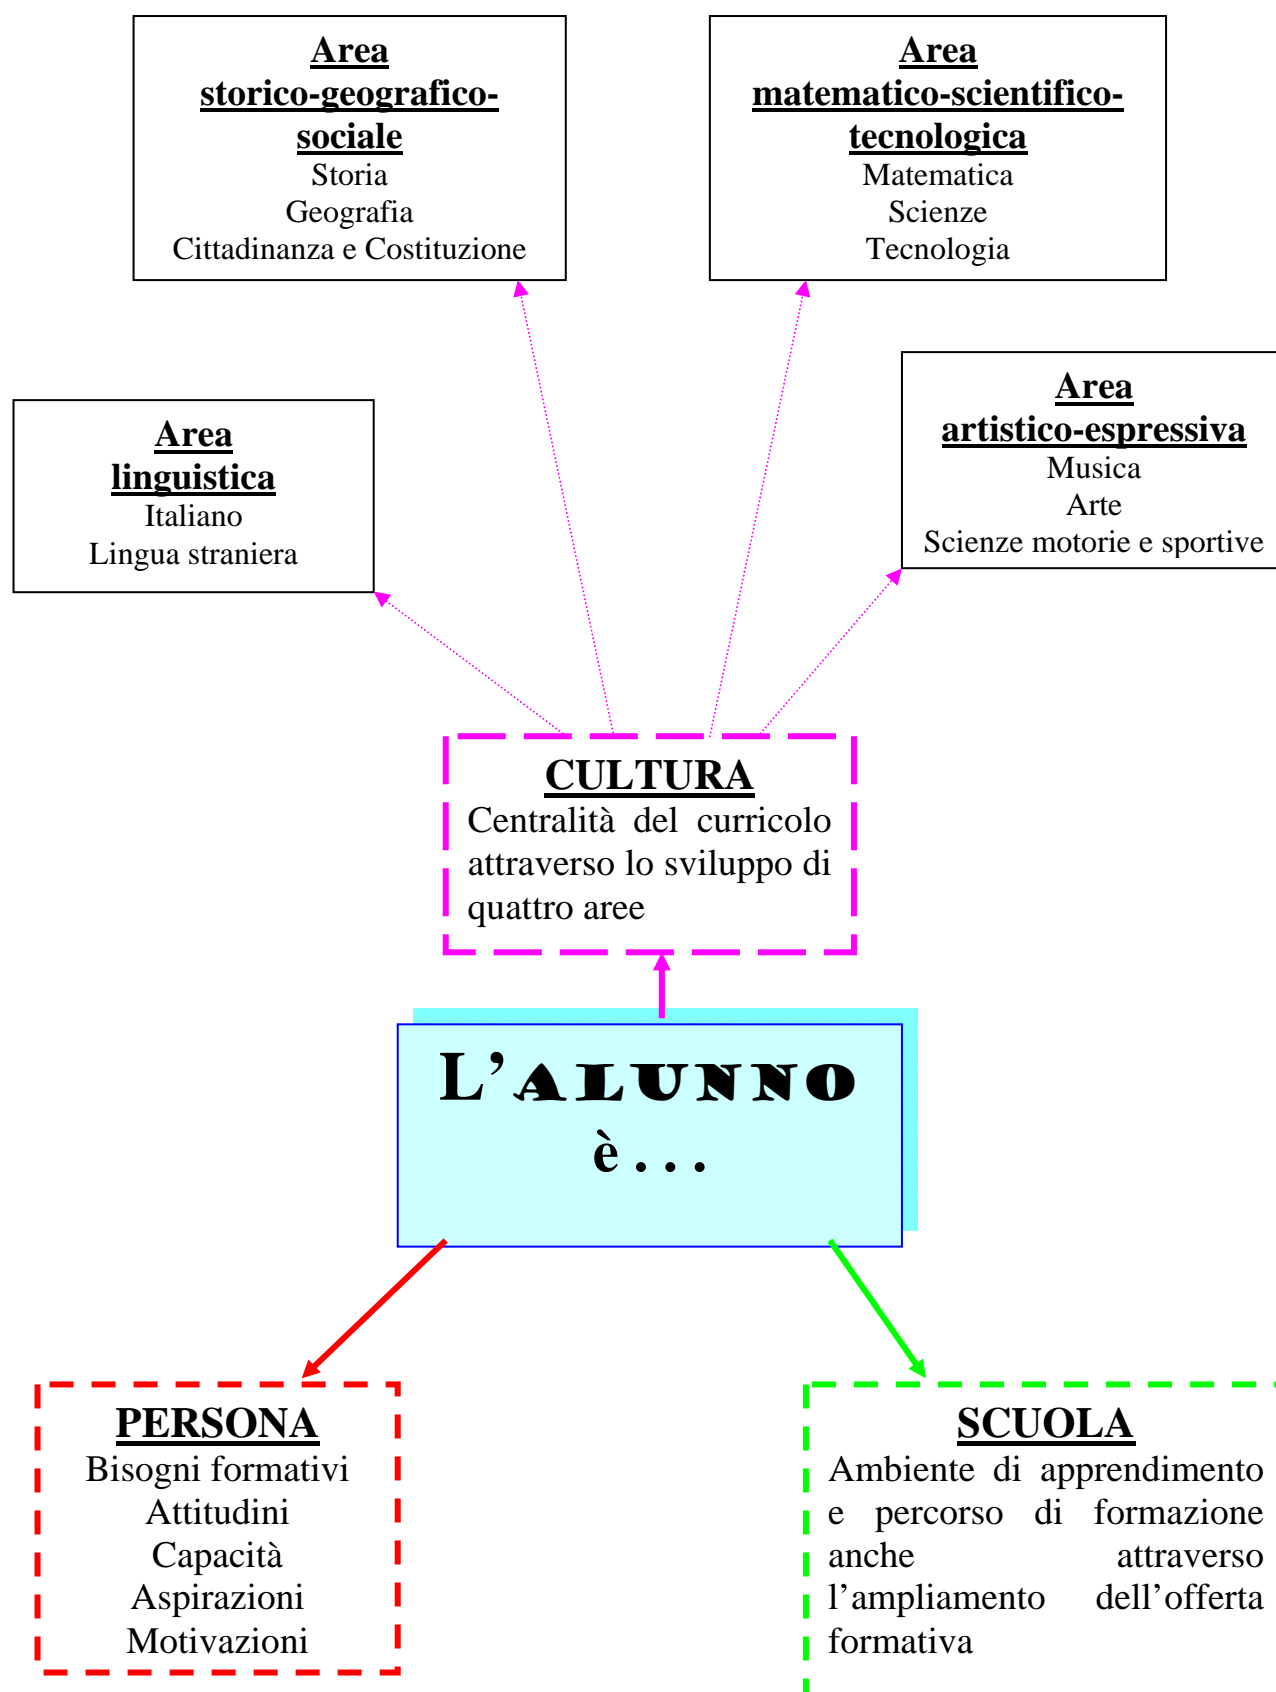 Area
storico-geografico-
sociale
Storia
Geografia
Cittadinanza e Costituzione
Area
matematico-scientifico-
tecnologica
Matematica
Scienze
Tecnologia
Area
linguistica
Italiano
Lingua straniera
Area
artistico-espressiva
Musica
Arte
Scienze motorie e sportive
CULTURA
Centralità del curricolo
attraverso lo sviluppo di
quattro aree
L’ALUNNO
è . . .
PERSONA
Bisogni formativi
Attitudini
Capacità
Aspirazioni
Motivazioni
SCUOLA
Ambiente di apprendimento
e percorso di formazione
anche attraverso
l’ampliamento dell’offerta
formativa